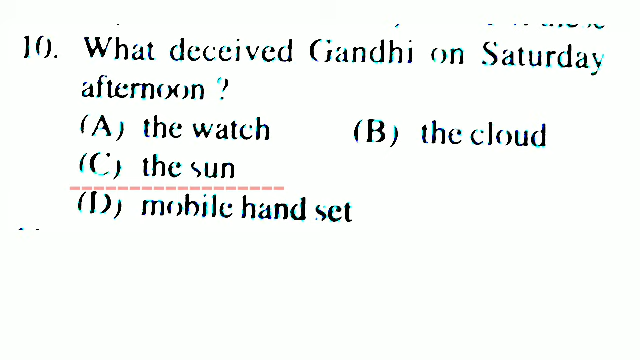 10. What deceived Gandhi on Saturday
afternoon ?
(A) the watch (B) the cloud
(C) the sun
(D) mobile hand set